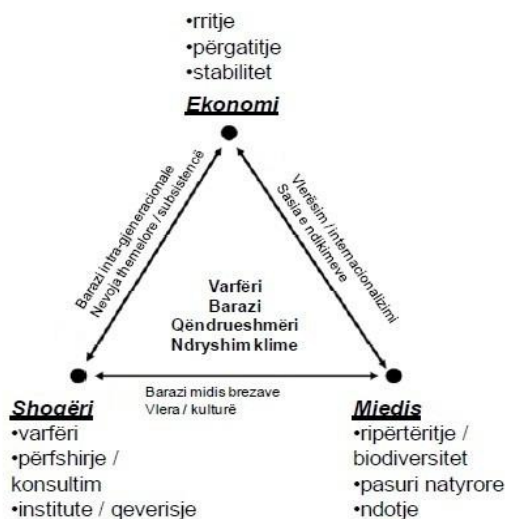 •rritje
•përgatitje
•stabilitet
Ekonomi
Barazi intra-gjeneracionale
Nevoja themelore / subsistencë
Vlerësim / internacionalizimi
Sasia e ndikimeve
Varfëri
Barazi
Qëndrueshmëri
Ndryshim klime
Barazi midis brezave
Vlera / kulturë
Shoqëri
•varfëri
•përfshirje /
konsultim
•institute / qeverisje
Mjedis
•ripërtëritje /
biodiversitet
•pasuri natyrore
•ndotje